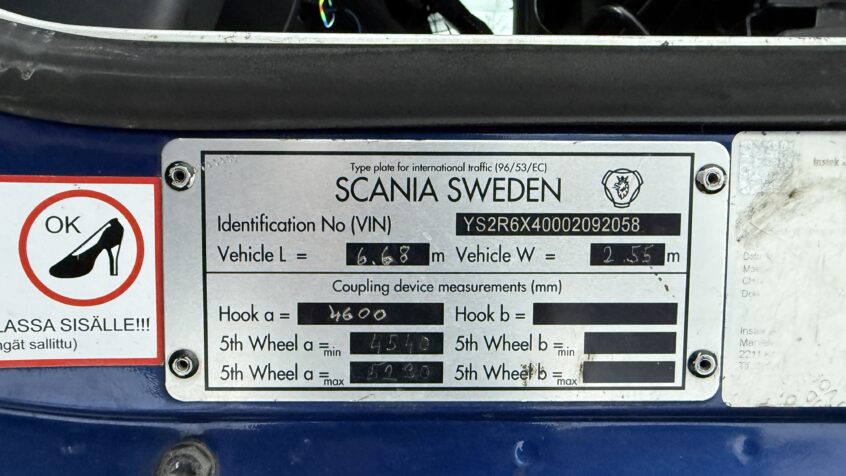 Type plate for international traffic (96/53/EC)
SCANIA SWEDEN
Identification No (VIN) YS2R6X40002092058
Vehicle L = 6.68 m Vehicle W = 2.55 m
Coupling device measurements (mm)
Hook a = 4600 Hook b =
5th Wheel a = min 4540 5th Wheel b = min
5th Wheel a = max 5290 5th Wheel b = max
OK
LASSA SISÄLLE!!!
ngät sallittu)
Instek